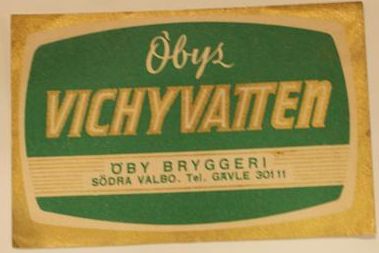 Öbys
VICHYVATTEN
ÖBY BRYGGERI
SÖDRA VALBO. Tel. GÄVLE 30111